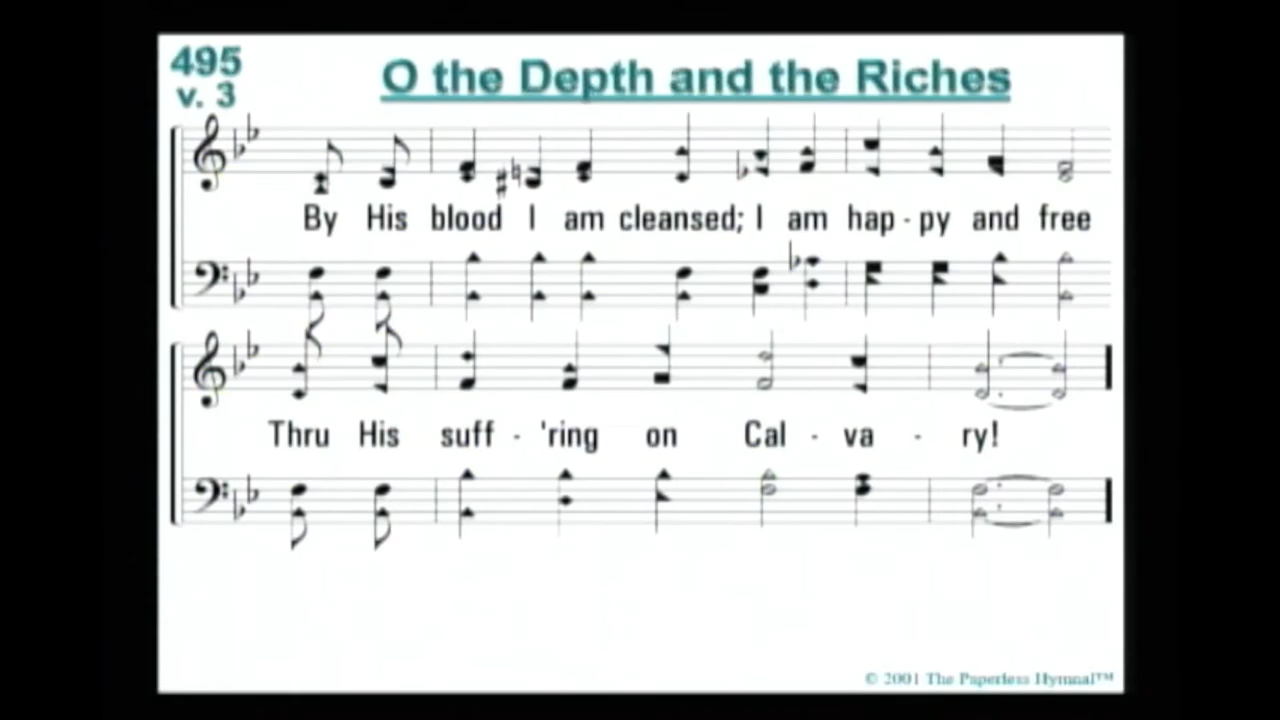 495
v. 3
O the Depth and the Riches
By His blood I am cleansed; I am hap - py and free
Thru His suff - 'ring on Cal - va - ry!
© 2001 The Paperless Hymnal™